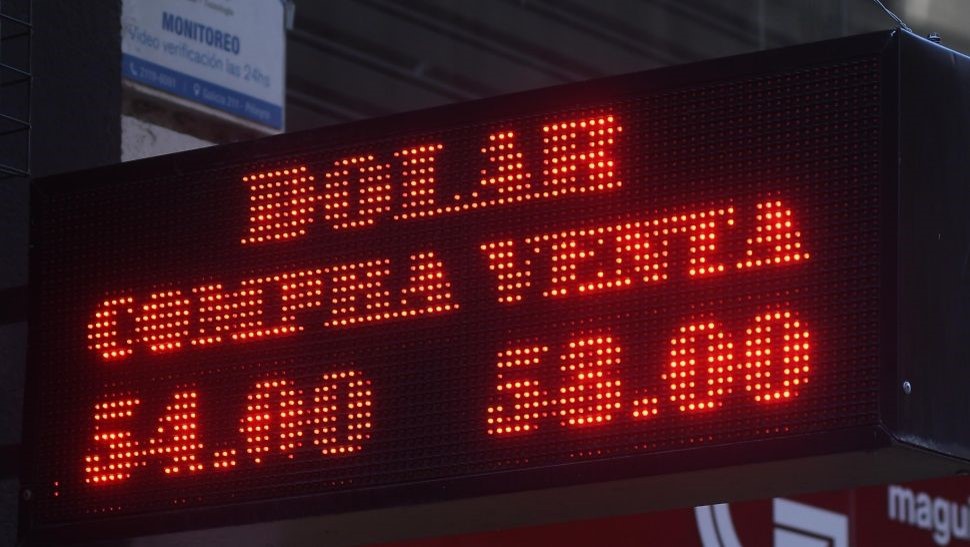 MONITOREO
Video verificación las 24hs
DOLAR
COMPRA VENTA
54.00 58.00
magu